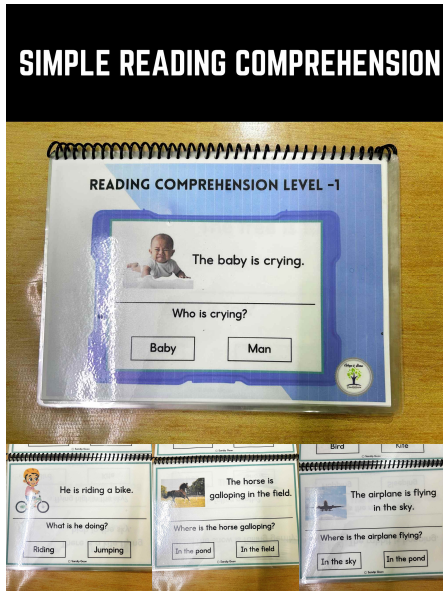 SIMPLE READING COMPREHENSION
READING COMPREHENSION LEVEL -1
The baby is crying.
Who is crying?
Baby
Man
He is riding a bike.
What is he doing?
Riding
Jumping
The horse is
galloping in the field.
Where is the horse galloping?
In the pond
In the field
Bird
Kite
The airplane is flying
in the sky.
Where is the airplane flying?
In the sky
In the pond